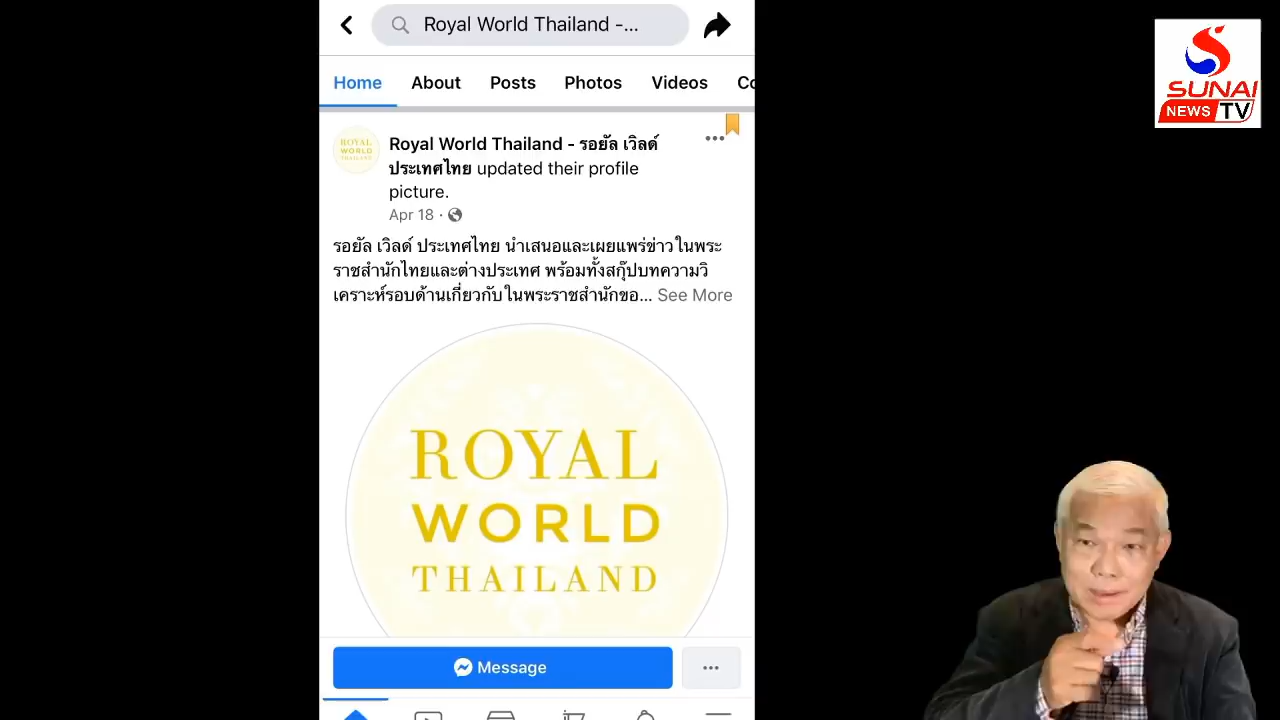 Royal World Thailand -...
Home About Posts Photos Videos Co
Royal World Thailand - รอยัล เวิลด์
ประเทศไทย updated their profile
picture.
Apr 18 ·
รอยัล เวิลด์ ประเทศไทย นำเสนอและเผยแพร่ข่าวในพระ
ราชสำนักไทยและต่างประเทศ พร้อมทั้งสกุ๊ปบทความวิ
เคราะห์รอบด้านเกี่ยวกับในพระราชสำนักขอ... See More
ROYAL
WORLD
THAILAND
ROYAL
WORLD
THAILAND
Message
SUNAI
NEWS TV